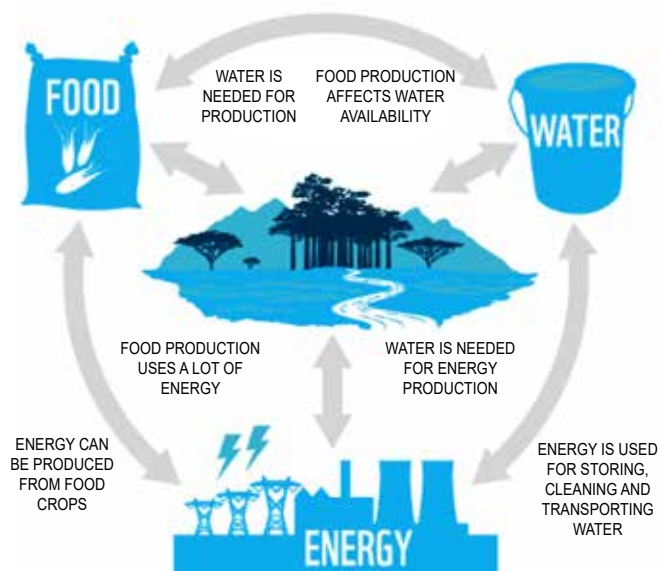 FOOD
WATER IS
NEEDED FOR
PRODUCTION
FOOD PRODUCTION
AFFECTS WATER
AVAILABILITY
WATER
FOOD PRODUCTION
USES A LOT OF
ENERGY
WATER IS NEEDED
FOR ENERGY
PRODUCTION
ENERGY CAN
BE PRODUCED
FROM FOOD
CROPS
ENERGY IS USED
FOR STORING,
CLEANING AND
TRANSPORTING
WATER
ENERGY